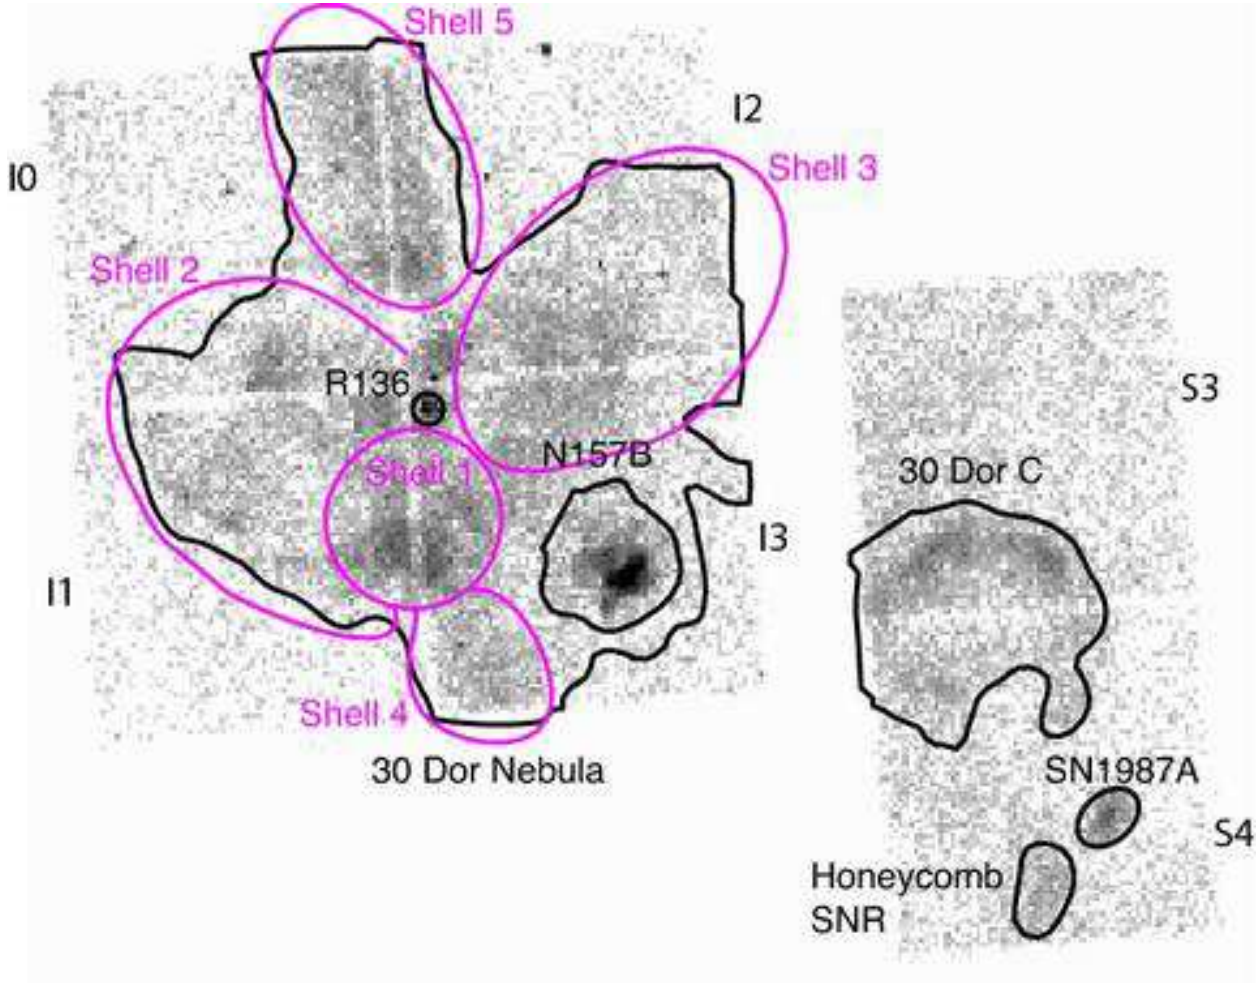 Shell 5
I2
Shell 3
I0
Shell 2
R136
S3
N157B
Shell 1
30 Dor C
I3
I1
Shell 4
30 Dor Nebula
SN1987A
S4
Honeycomb
SNR